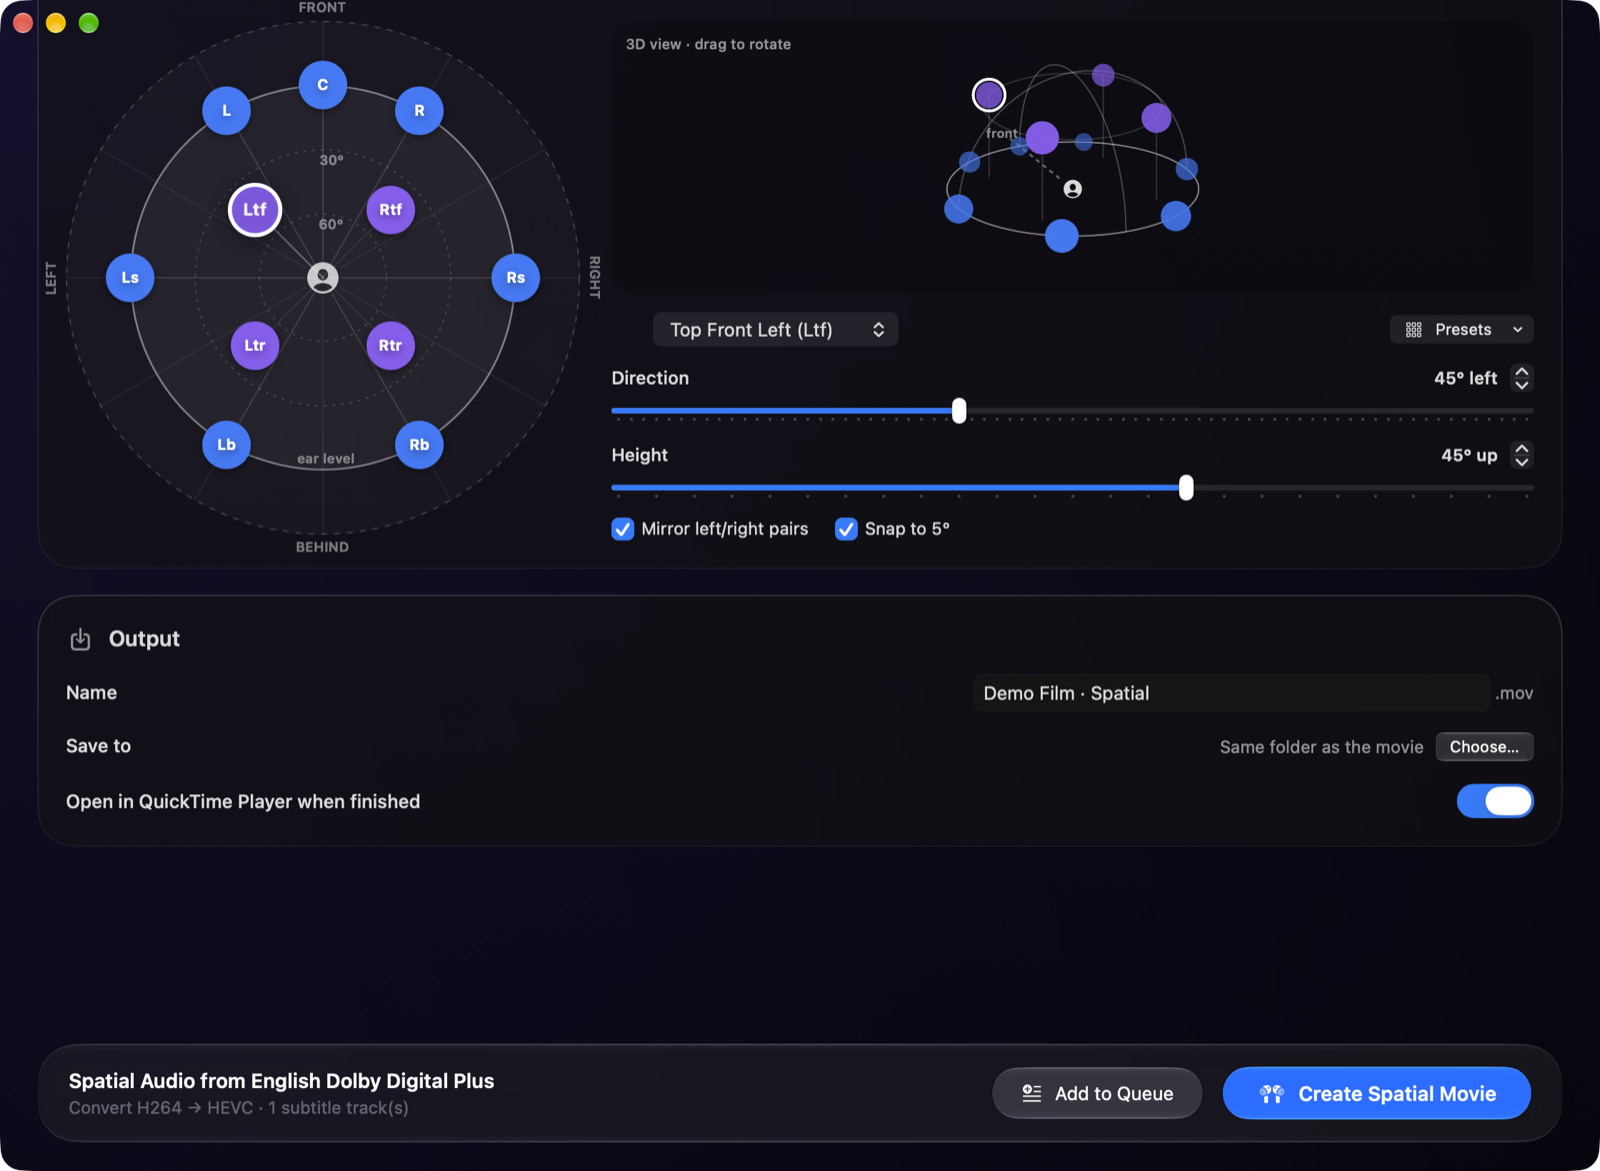 FRONT
C
L
R
30°
Ltf
Rtf
60°
LEFT
Ls
Rs
RIGHT
Ltr
Rtr
Lb
Rb
ear level
BEHIND
3D view · drag to rotate
front
Top Front Left (Ltf)
Presets
Direction
45° left
Height
45° up
Mirror left/right pairs
Snap to 5°
Output
Name
Demo Film · Spatial
.mov
Save to
Same folder as the movie
Choose...
Open in QuickTime Player when finished
Spatial Audio from English Dolby Digital Plus
Convert H264 → HEVC · 1 subtitle track(s)
Add to Queue
Create Spatial Movie